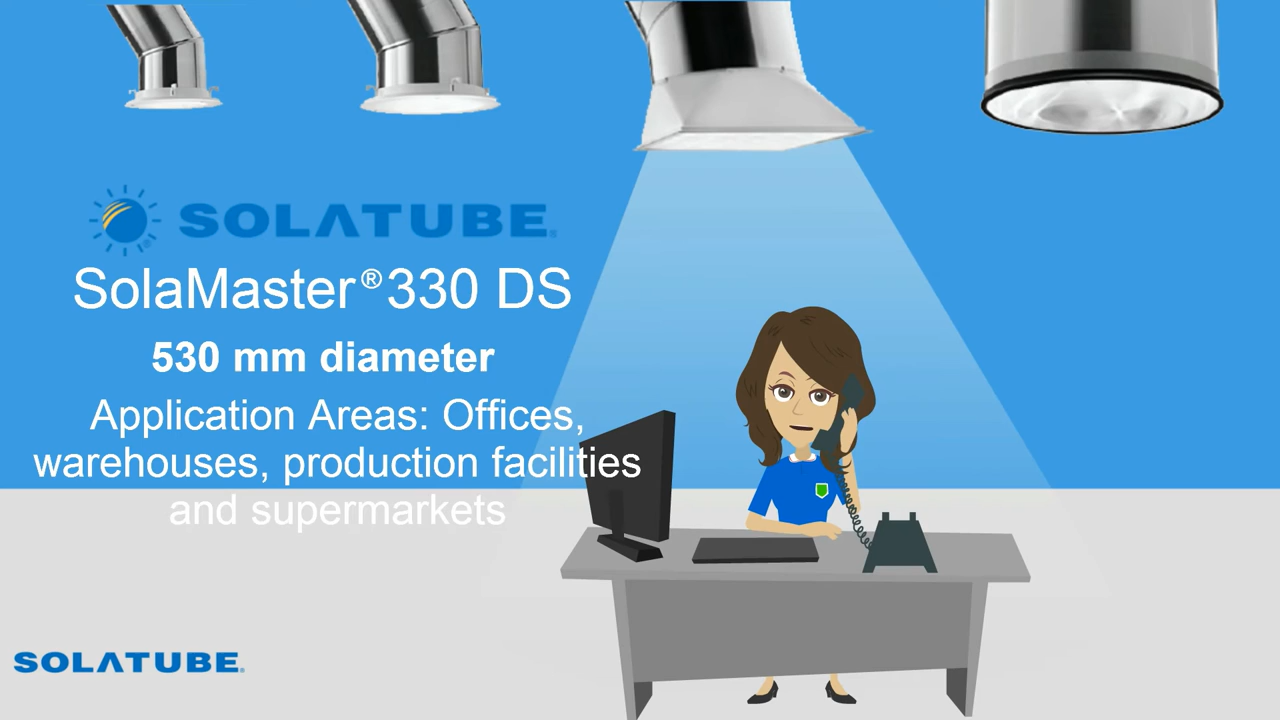 SOLATUBE®
SolaMaster® 330 DS
530 mm diameter
Application Areas: Offices,
warehouses, production facilities
and supermarkets
SOLATUBE®